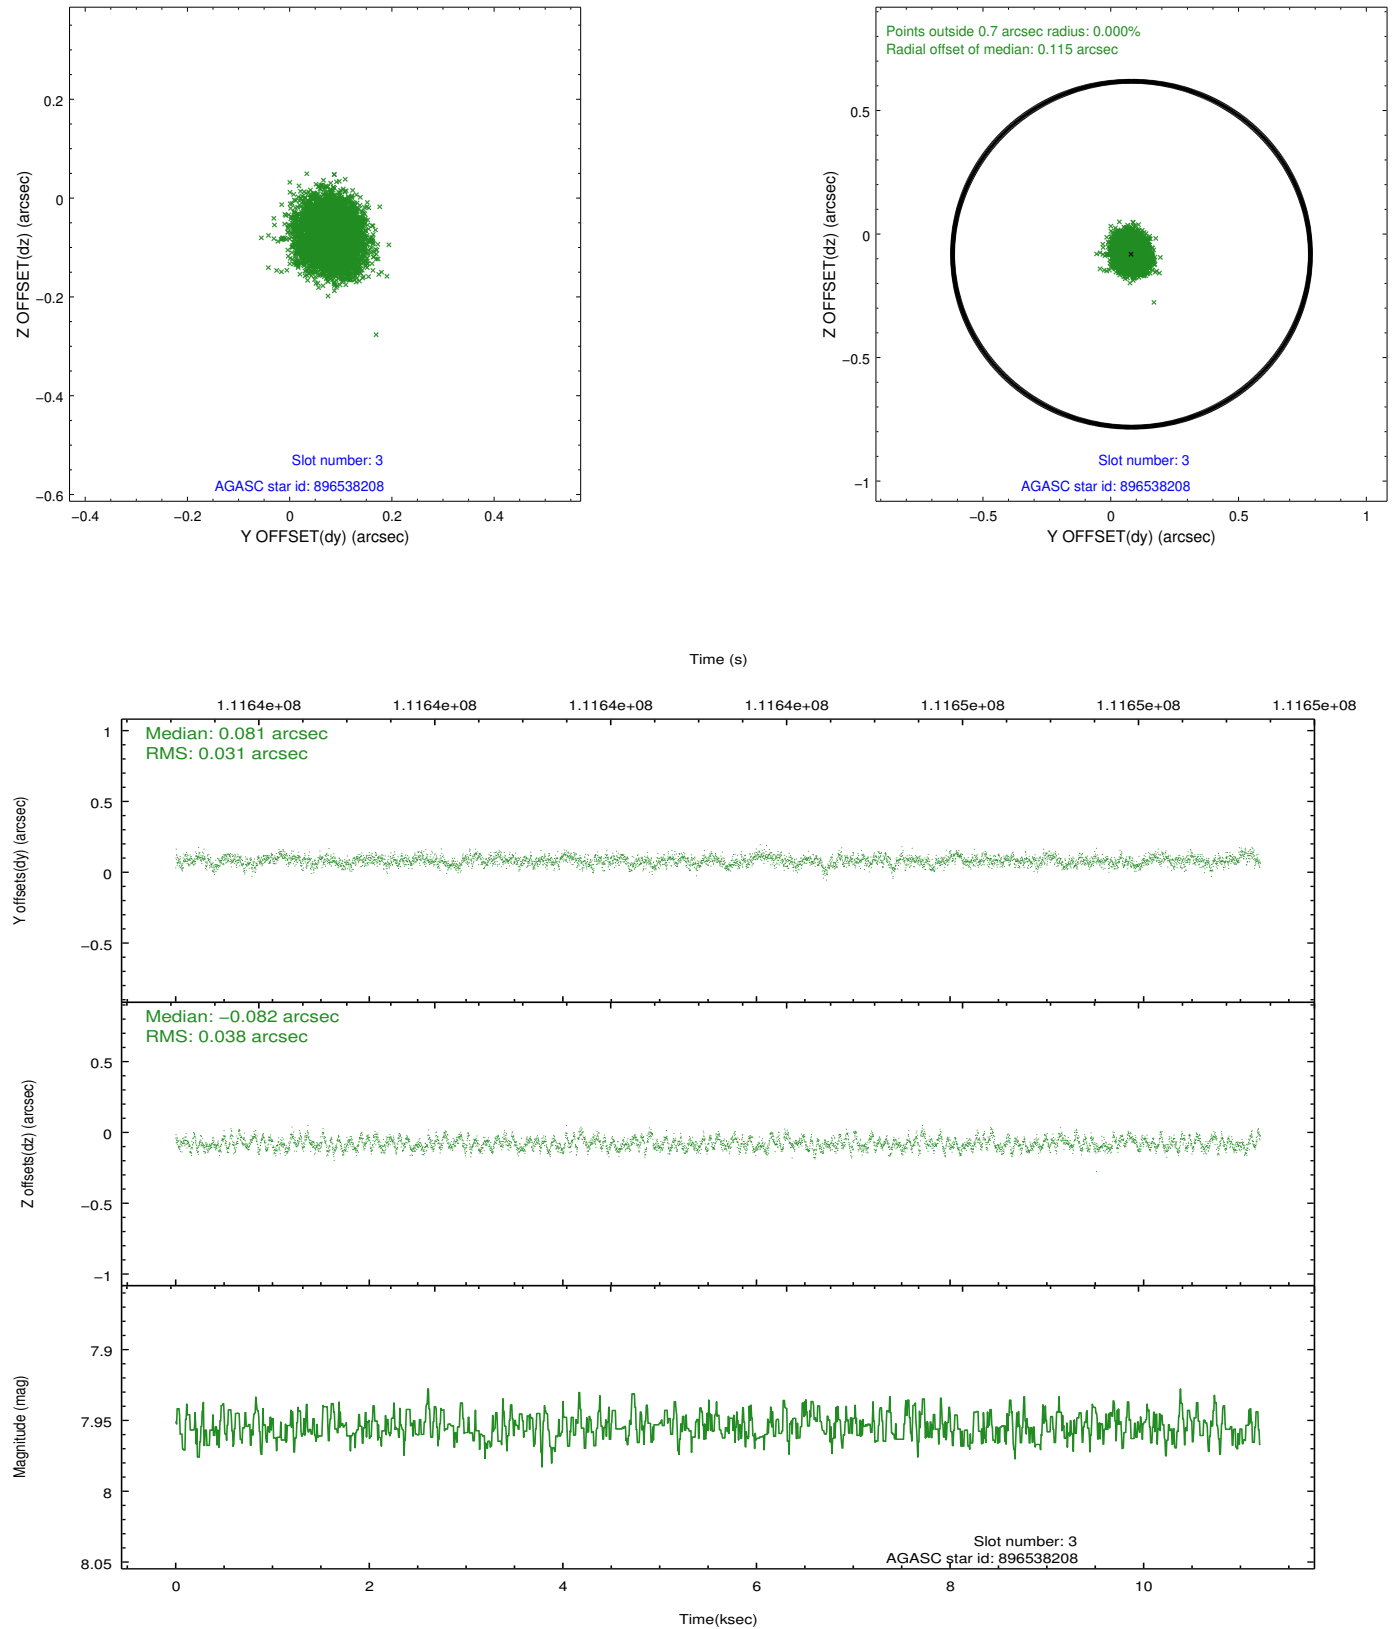 0.2
0
−0.2
−0.4
−0.6
Z OFFSET(dz) (arcsec)
Slot number: 3
AGASC star id: 896538208
−0.4
−0.2
0
0.2
0.4
Y OFFSET(dy) (arcsec)
Points outside 0.7 arcsec radius: 0.000%
Radial offset of median: 0.115 arcsec
0.5
0
−0.5
−1
Z OFFSET(dz) (arcsec)
Slot number: 3
AGASC star id: 896538208
−0.5
0
0.5
1
Y OFFSET(dy) (arcsec)
Time (s)
1.1164e+08
1.1164e+08
1.1164e+08
1.1164e+08
1.1165e+08
1.1165e+08
1.1165e+08
Median: 0.081 arcsec
RMS: 0.031 arcsec
1
0.5
0
−0.5
Y offsets(dy) (arcsec)
Median: −0.082 arcsec
RMS: 0.038 arcsec
0.5
0
−0.5
−1
Z offsets(dz) (arcsec)
7.9
7.95
8
8.05
Magnitude (mag)
Slot number: 3
AGASC star id: 896538208
0
2
4
6
8
10
Time(ksec)